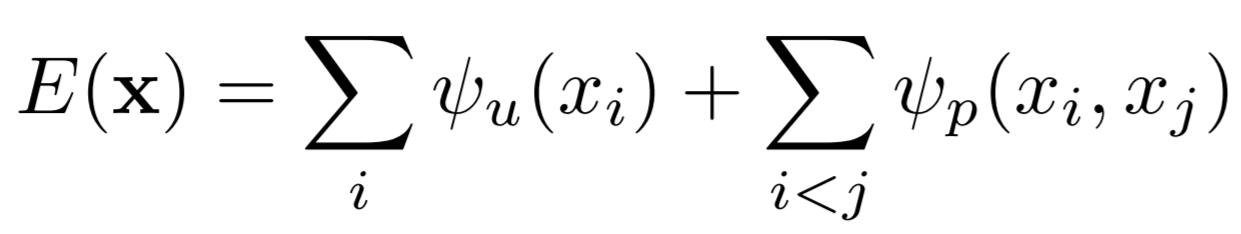 E(𝐱) = ∑_i ψ_u(x_i) + ∑_{i<j} ψ_p(x_i, x_j)